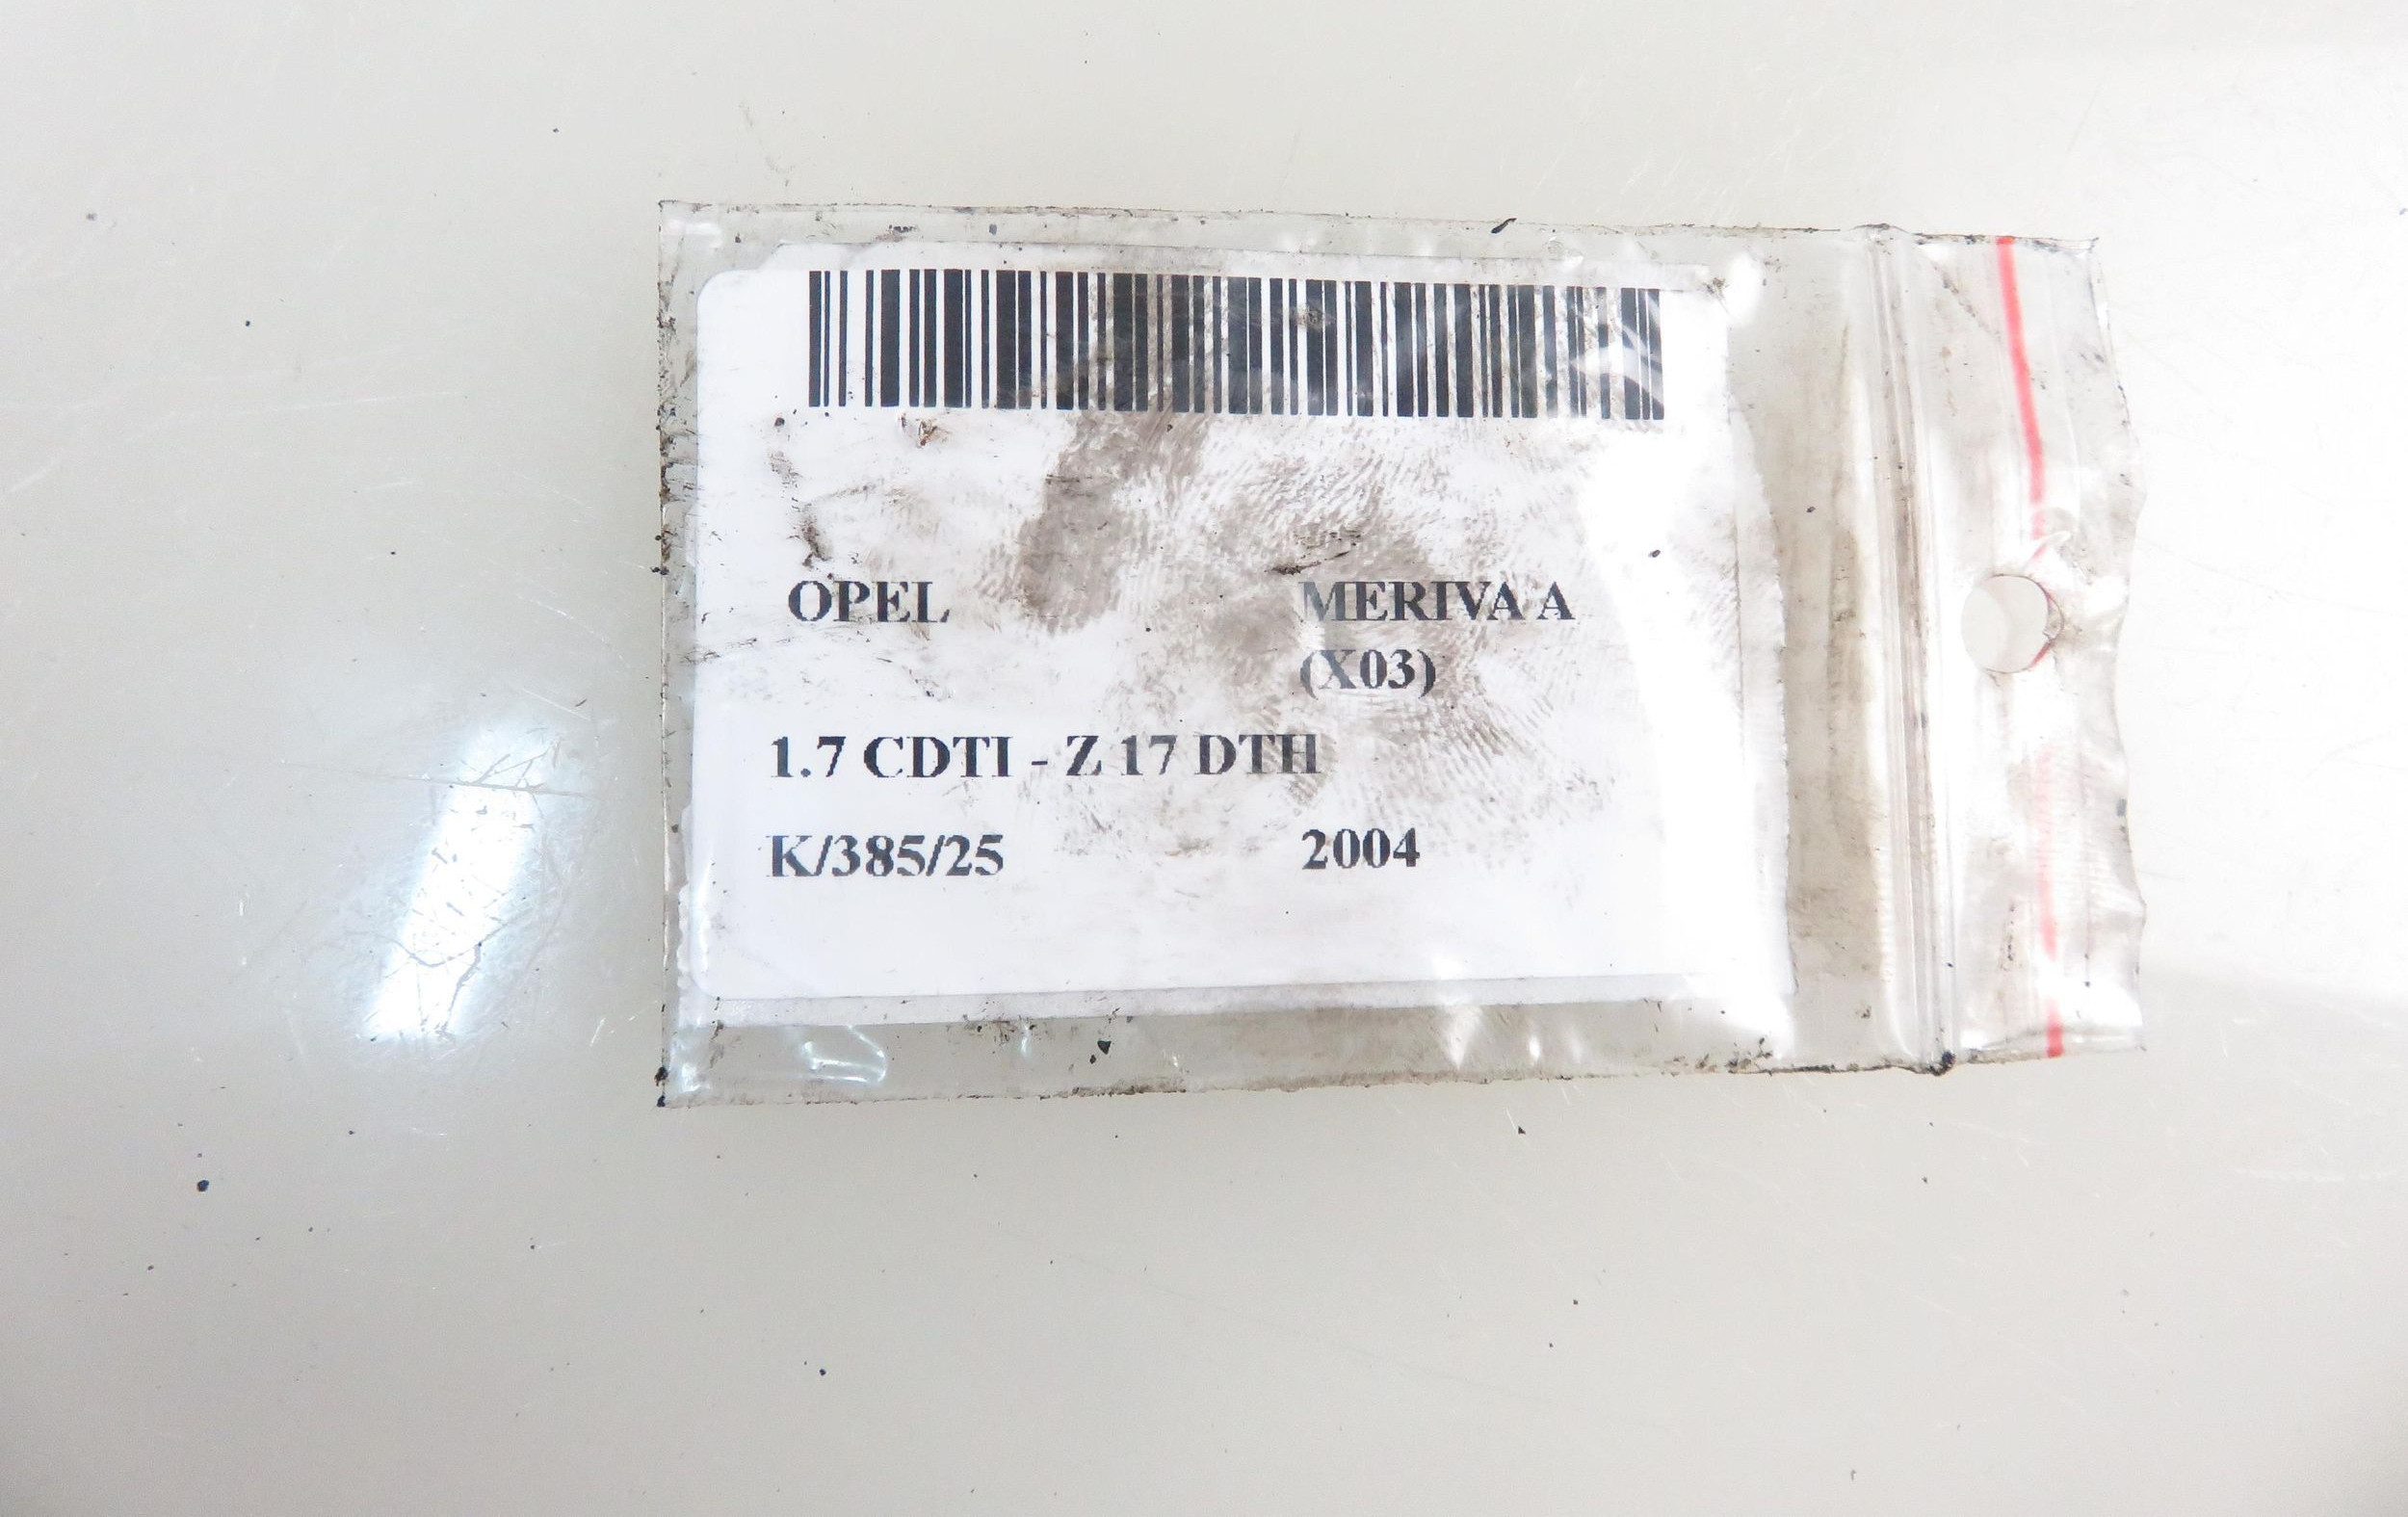 OPEL MERIVA A
(X03)
1.7 CDTI - Z 17 DTH
K/385/25 2004